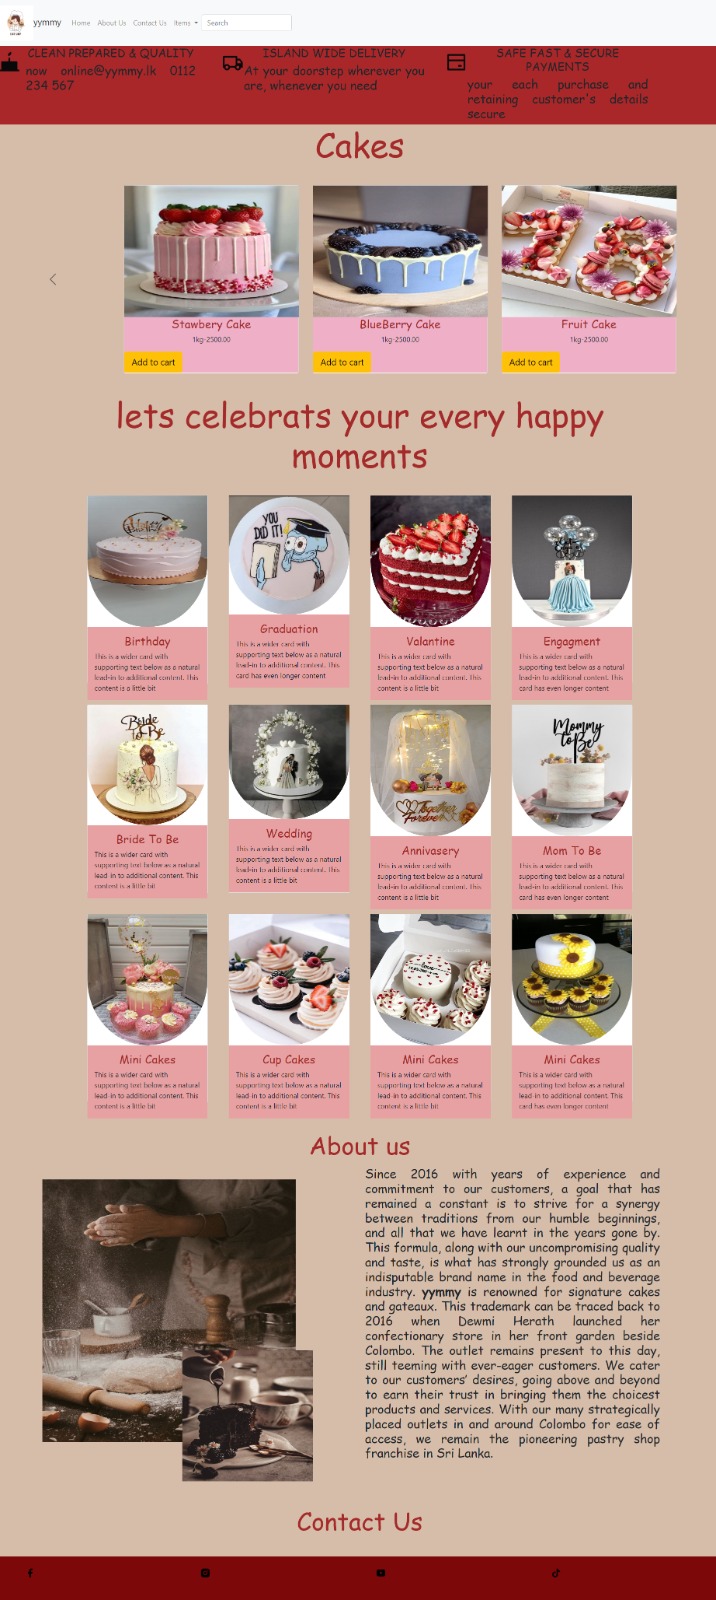 yymmy Home About Us Contact Us Items Search
CLEAN PREPARED & QUALITY
now online@yymmy.lk 0112
234 567
ISLAND WIDE DELIVERY
At your doorstep wherever you
are, whenever you need
SAFE FAST & SECURE
PAYMENTS
your each purchase and
retaining customer's details
secure
Cakes
Stawbery Cake
1kg-2500.00
Add to cart
BlueBerry Cake
1kg-2500.00
Add to cart
Fruit Cake
1kg-2500.00
Add to cart
lets celebrats your every happy
moments
YOU
DID IT!
Birthday
This is a wider card with
supporting text below as a natural
lead-in to additional content. This
content is a little bit
Graduation
This is a wider card with
supporting text below as a natural
lead-in to additional content. This
card has even longer content
Valantine
This is a wider card with
supporting text below as a natural
lead-in to additional content. This
content is a little bit
Engagment
This is a wider card with
supporting text below as a natural
lead-in to additional content. This
card has even longer content
Bride
To Be
Bride To Be
This is a wider card with
supporting text below as a natural
lead-in to additional content. This
content is a little bit
Wedding
This is a wider card with
supporting text below as a natural
lead-in to additional content. This
content is a little bit
Together
Forever
Annivasery
This is a wider card with
supporting text below as a natural
lead-in to additional content. This
card has even longer content
Mommy
to Be
Mom To Be
This is a wider card with
supporting text below as a natural
lead-in to additional content. This
card has even longer content
Mini Cakes
This is a wider card with
supporting text below as a natural
lead-in to additional content. This
content is a little bit
Cup Cakes
This is a wider card with
supporting text below as a natural
lead-in to additional content. This
content is a little bit
Mini Cakes
This is a wider card with
supporting text below as a natural
lead-in to additional content. This
content is a little bit
Mini Cakes
This is a wider card with
supporting text below as a natural
lead-in to additional content. This
card has even longer content
About us
Since 2016 with years of experience and
commitment to our customers, a goal that has
remained a constant is to strive for a synergy
between traditions from our humble beginnings,
and all that we have learnt in the years gone by.
This formula, along with our uncompromising quality
and taste, is what has strongly grounded us as an
indisputable brand name in the food and beverage
industry. yymmy is renowned for signature cakes
and gateaux. This trademark can be traced back to
2016 when Dewmi Herath launched her
confectionary store in her front garden beside
Colombo. The outlet remains present to this day,
still teeming with ever-eager customers. We cater
to our customers' desires, going above and beyond
to earn their trust in bringing them the choicest
products and services. With our many strategically
placed outlets in and around Colombo for ease of
access, we remain the pioneering pastry shop
franchise in Sri Lanka.
Contact Us